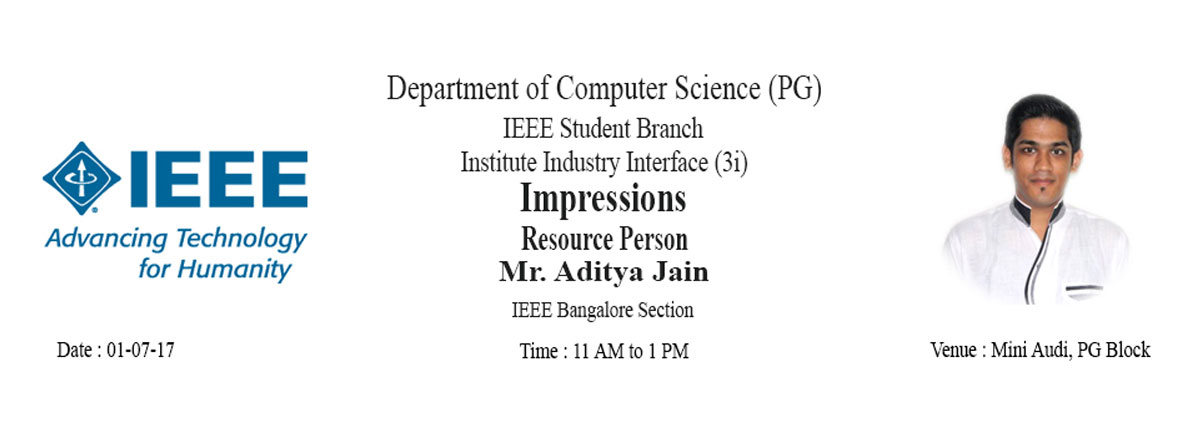 Department of Computer Science (PG)
IEEE Student Branch
Institute Industry Interface (3i)
Impressions
Resource Person
Mr. Aditya Jain
IEEE Bangalore Section
IEEE
®
Advancing Technology
for Humanity
Date : 01-07-17
Time : 11 AM to 1 PM
Venue : Mini Audi, PG Block